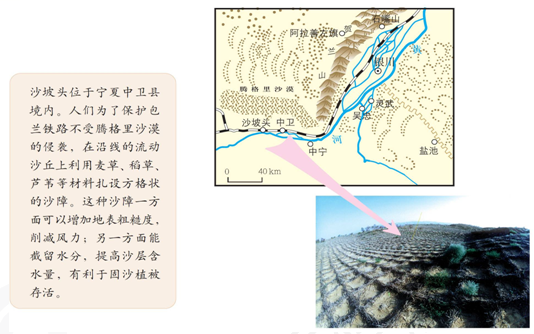 沙坡头位于宁夏中卫县
境内。人们为了保护包
兰铁路不受腾格里沙漠
的侵袭，在沿线的流动
沙丘上利用麦草、稻草、
芦苇等材料扎设方格状
的沙障。这种沙障一方
面可以增加地表粗糙度，
削减风力；另一方面能
截留水分，提高沙层含
水量，有利于固沙植被
存活。
石嘴山
阿拉善左旗
贺
兰
山
黄
银川
腾格里沙漠
灵武
吴忠
沙坡头 中卫
河
中宁
盐池
0 40 km